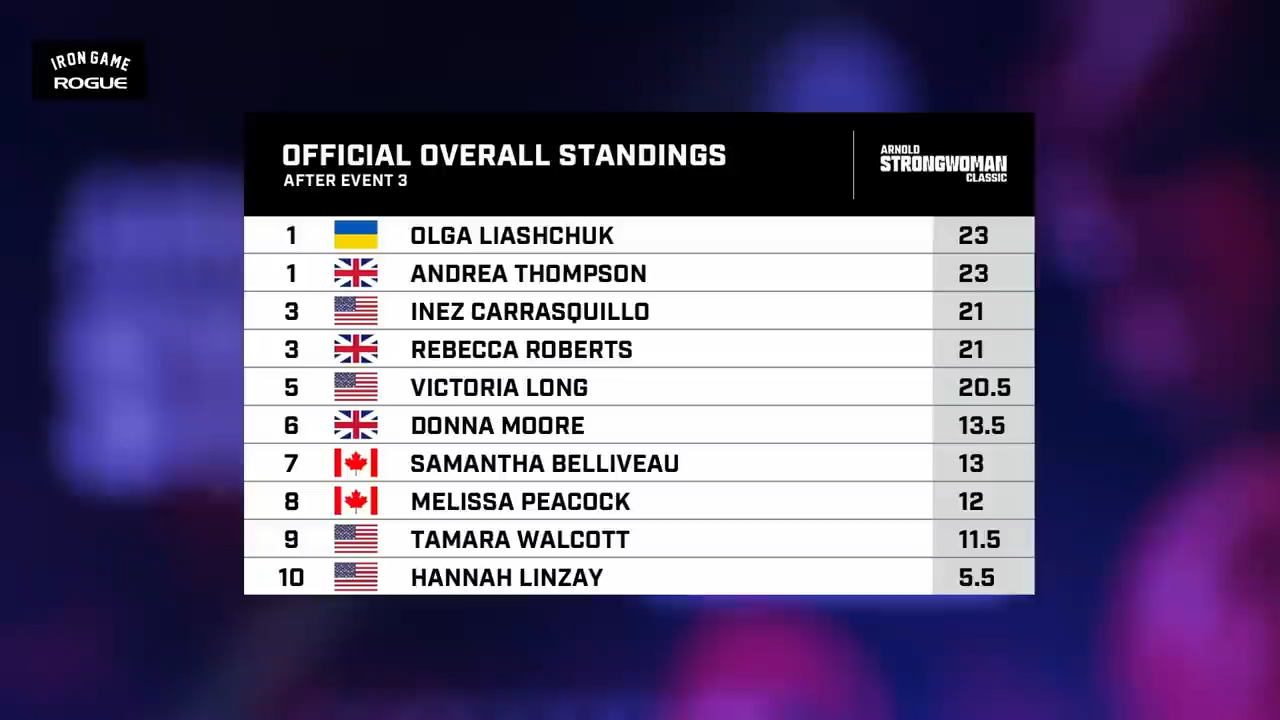 IRON GAME
ROGUE
OFFICIAL OVERALL STANDINGS
AFTER EVENT 3
ARNOLD
STRONGWOMAN
CLASSIC
1 OLGA LIASHCHUK 23
1 ANDREA THOMPSON 23
3 INEZ CARRASQUILLO 21
3 REBECCA ROBERTS 21
5 VICTORIA LONG 20.5
6 DONNA MOORE 13.5
7 SAMANTHA BELLIVEAU 13
8 MELISSA PEACOCK 12
9 TAMARA WALCOTT 11.5
10 HANNAH LINZAY 5.5